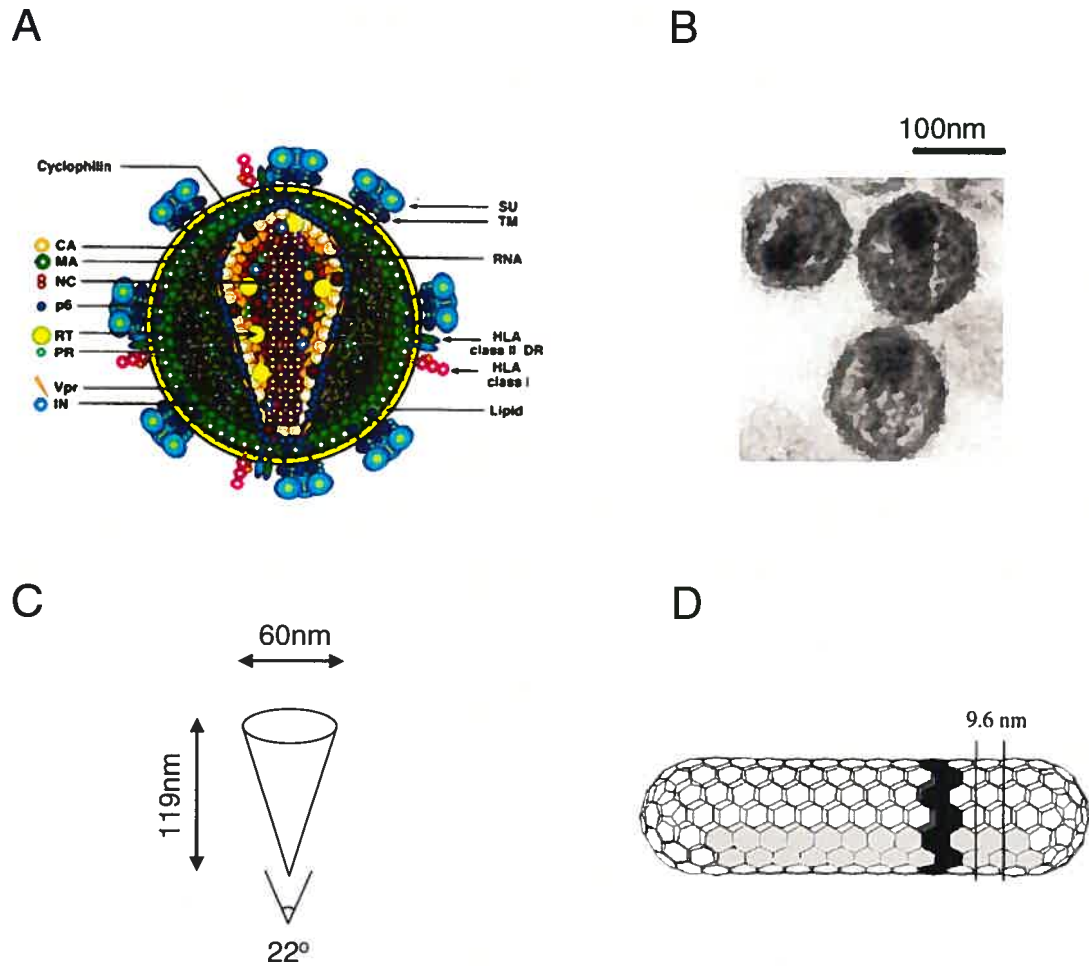 A
Cyclophilin
CA
MA
NC
p6
RT
PR
Vpr
IN
SU
TM
RNA
HLA
class II DR
HLA
class I
Lipid
B
100nm
C
60nm
119nm
22º
D
9.6 nm